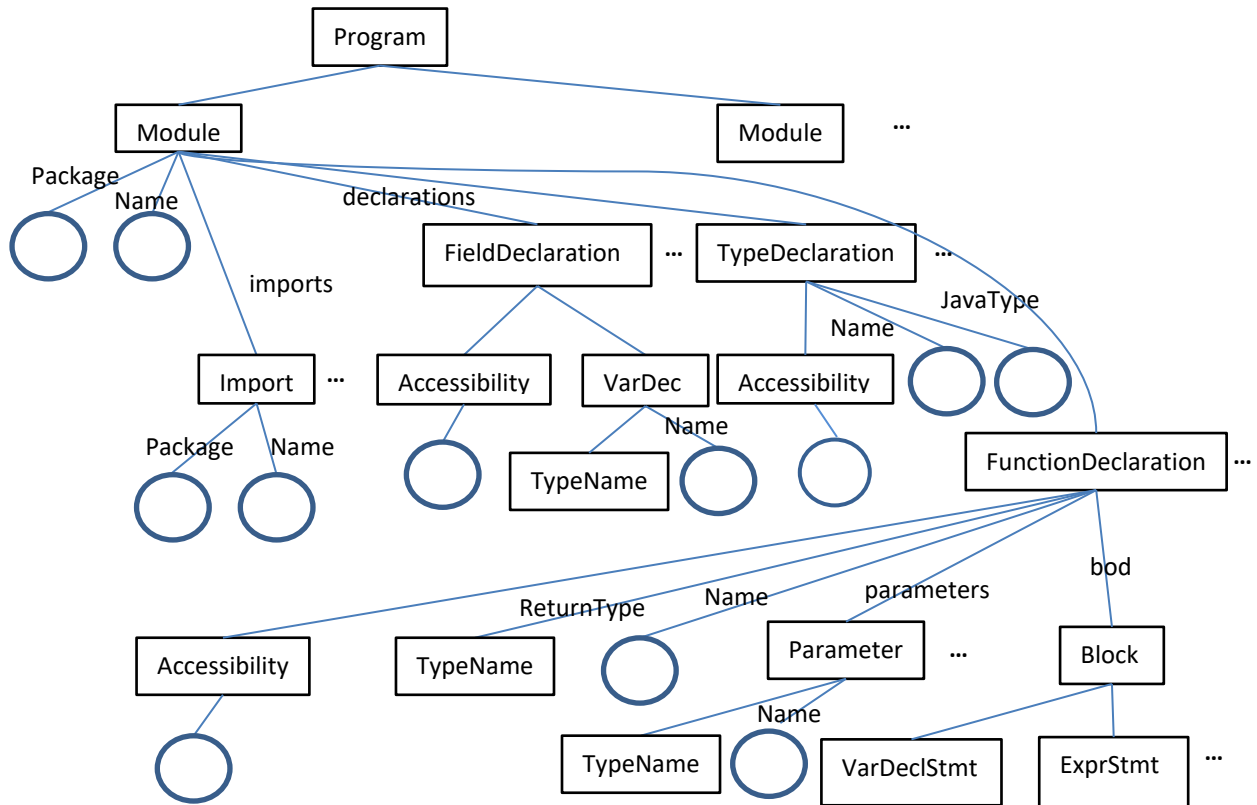 Program
Module
Module
...
Package
Name
declarations
FieldDeclaration
...
TypeDeclaration
...
imports
Name
JavaType
Import
...
Accessibility
VarDec
Accessibility
Package
Name
Name
TypeName
FunctionDeclaration
...
bod
ReturnType
Name
parameters
Accessibility
TypeName
Parameter
...
Block
Name
TypeName
VarDeclStmt
ExprStmt
...